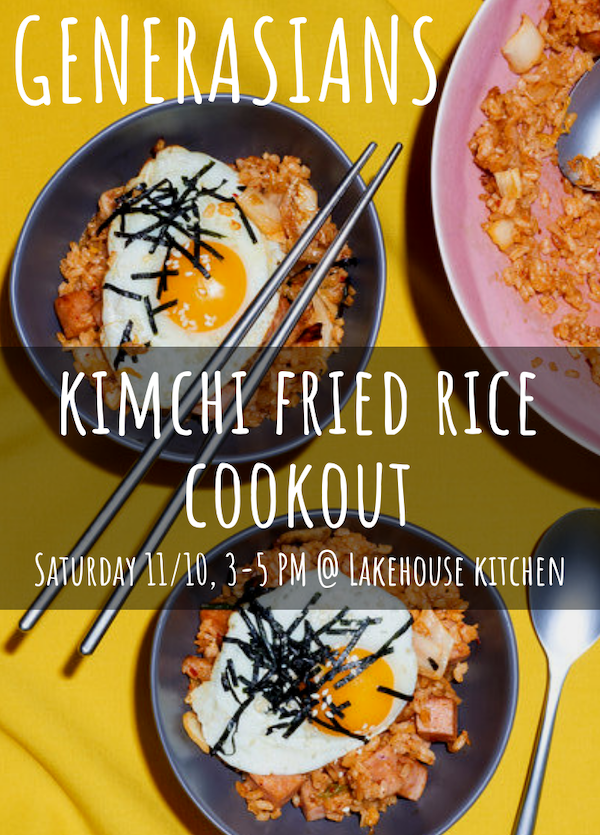 GENERASIANS
KIMCHI FRIED RICE
COOKOUT
SATURDAY 11/10, 3-5 PM @ LAKEHOUSE KITCHEN